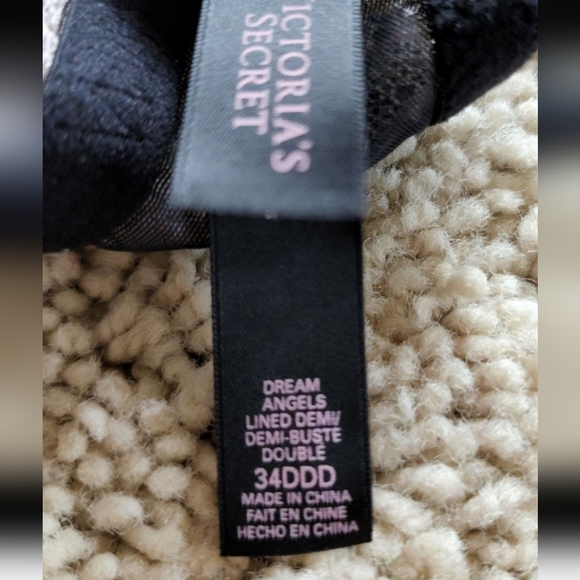 VICTORIA'S
SECRET
DREAM
ANGELS
LINED DEMI/
DEMI-BUSTE
DOUBLÉ
34DDD
MADE IN CHINA
FAIT EN CHINE
HECHO EN CHINA